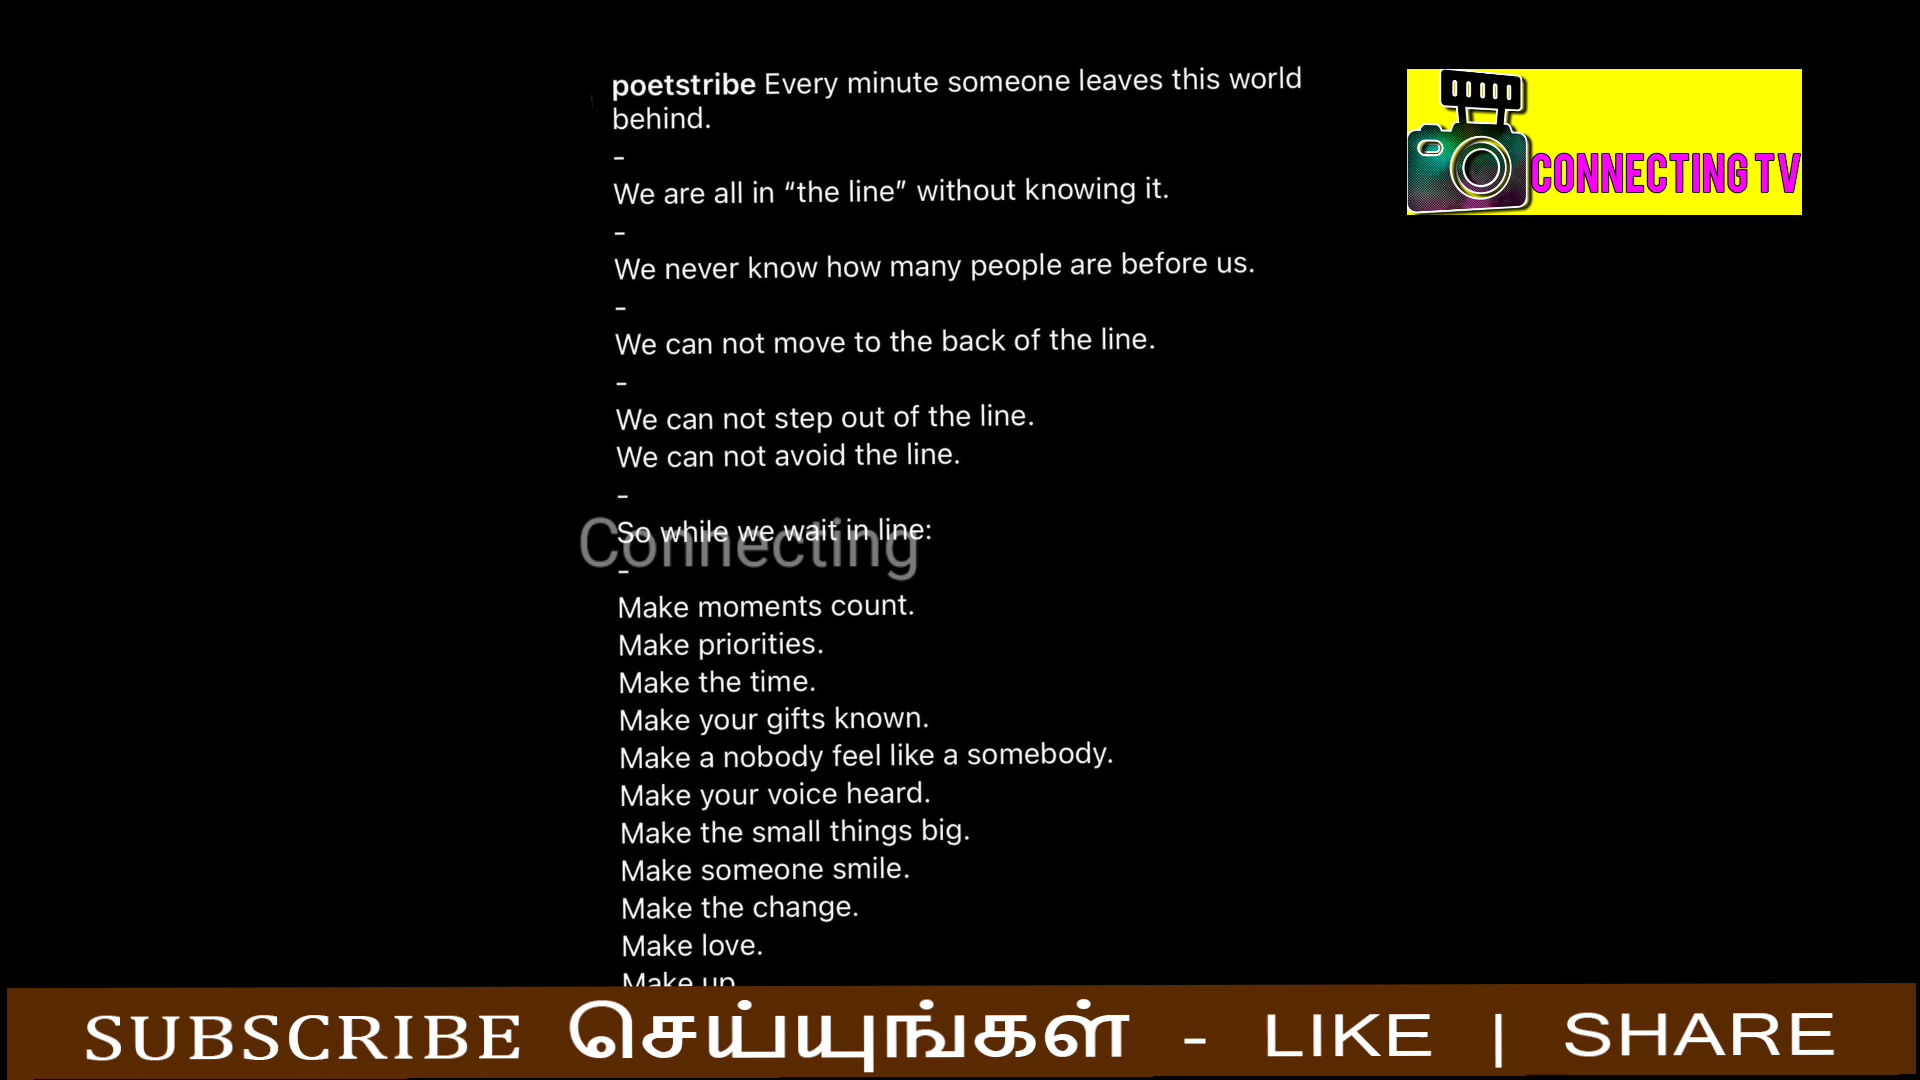 poetstribe Every minute someone leaves this world
behind.
-
We are all in “the line” without knowing it.
-
We never know how many people are before us.
-
We can not move to the back of the line.
-
We can not step out of the line.
We can not avoid the line.
-
So while we wait in line:
-
Make moments count.
Make priorities.
Make the time.
Make your gifts known.
Make a nobody feel like a somebody.
Make your voice heard.
Make the small things big.
Make someone smile.
Make the change.
Make love.
Make up
Connecting
CONNECTING TV
SUBSCRIBE செய்யுங்கள் - LIKE | SHARE